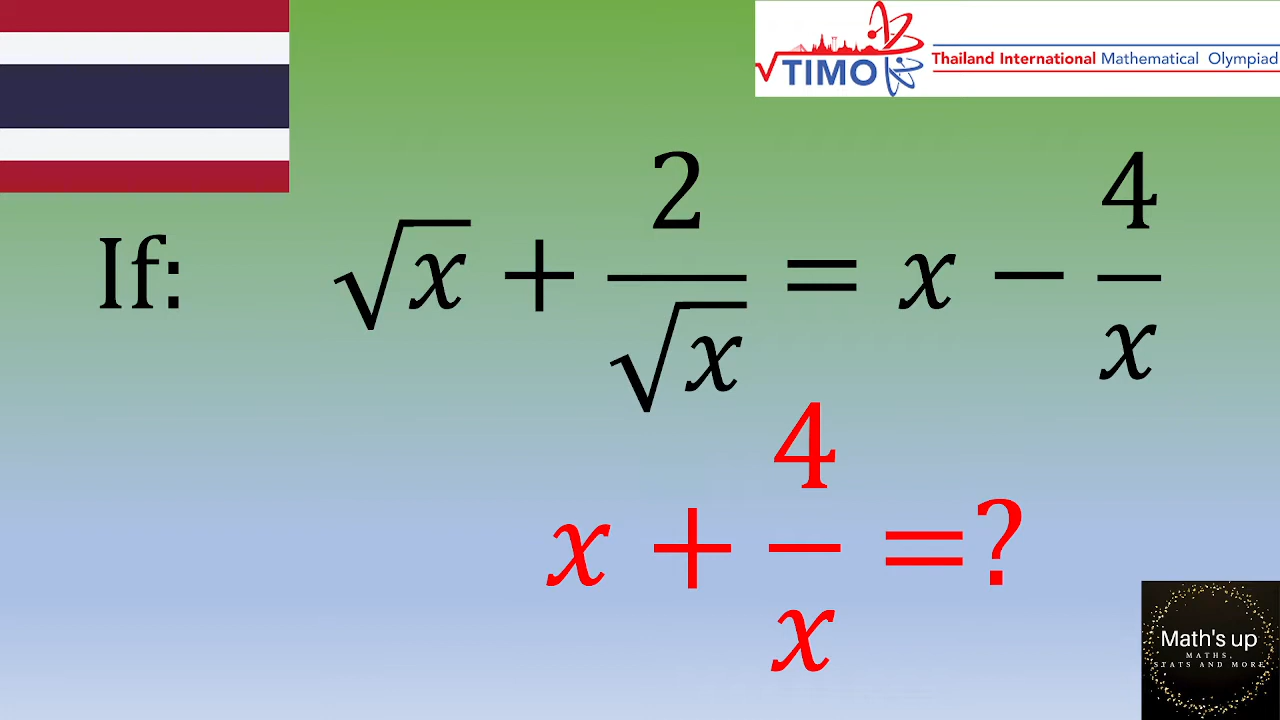 √TIMO Thailand International Mathematical Olympiad
If: √x + 2/√x = x − 4/x
x + 4/x =?
Math's up
MATHS,
STATS AND MORE